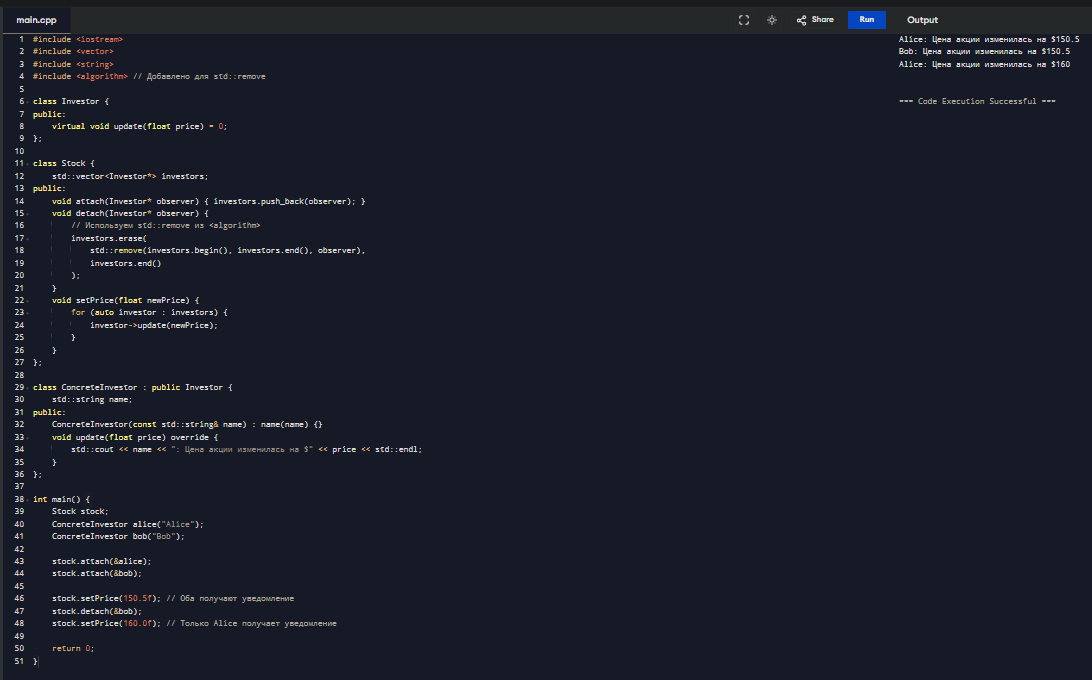 main.cpp
Share
Run
Output
1 #include <iostream>
2 #include <vector>
3 #include <string>
4 #include <algorithm> // Добавлено для std::remove
5
6 class Investor {
7 public:
8     virtual void update(float price) = 0;
9 };
10
11 class Stock {
12     std::vector<Investor*> investors;
13 public:
14     void attach(Investor* observer) { investors.push_back(observer); }
15     void detach(Investor* observer) {
16         // Используем std::remove из <algorithm>
17         investors.erase(
18             std::remove(investors.begin(), investors.end(), observer),
19             investors.end()
20         );
21     }
22     void setPrice(float newPrice) {
23         for (auto investor : investors) {
24             investor->update(newPrice);
25         }
26     }
27 };
28
29 class ConcreteInvestor : public Investor {
30     std::string name;
31 public:
32     ConcreteInvestor(const std::string& name) : name(name) {}
33     void update(float price) override {
34         std::cout << name << ": Цена акции изменилась на $" << price << std::endl;
35     }
36 };
37
38 int main() {
39     Stock stock;
40     ConcreteInvestor alice("Alice");
41     ConcreteInvestor bob("Bob");
42
43     stock.attach(&alice);
44     stock.attach(&bob);
45
46     stock.setPrice(150.5f); // Оба получают уведомление
47     stock.detach(&bob);
48     stock.setPrice(160.0f); // Только Alice получает уведомление
49
50     return 0;
51 }
Alice: Цена акции изменилась на $150.5
Bob: Цена акции изменилась на $150.5
Alice: Цена акции изменилась на $160
=== Code Execution Successful ===